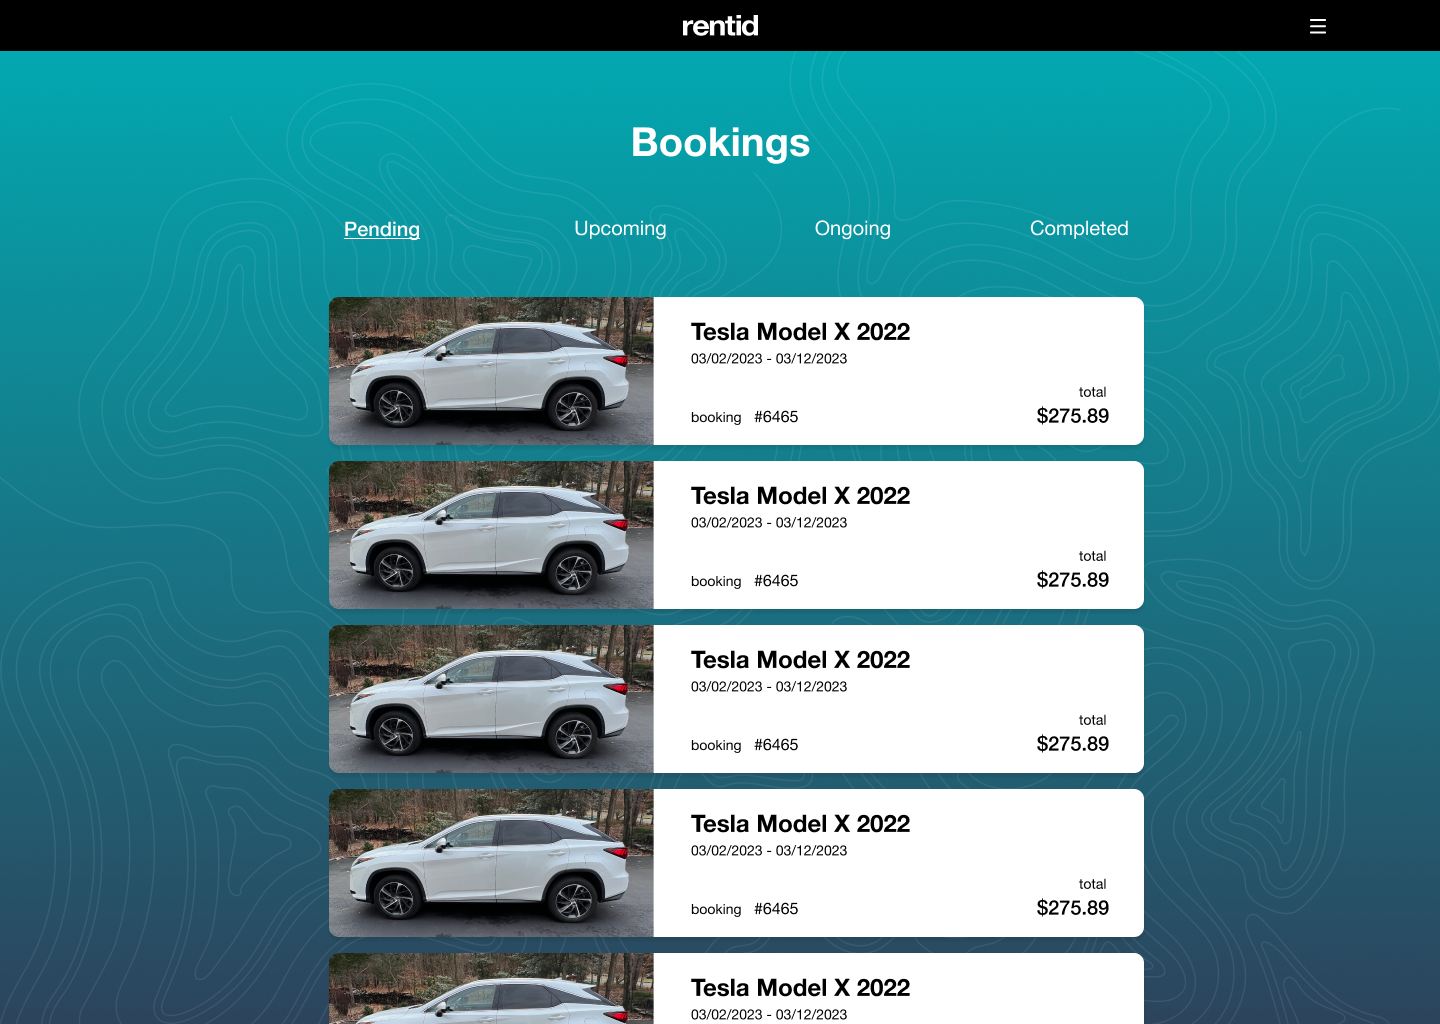 rentid
Bookings
Pending Upcoming Ongoing Completed
Tesla Model X 2022
03/02/2023 - 03/12/2023
total
booking #6465 $275.89
Tesla Model X 2022
03/02/2023 - 03/12/2023
total
booking #6465 $275.89
Tesla Model X 2022
03/02/2023 - 03/12/2023
total
booking #6465 $275.89
Tesla Model X 2022
03/02/2023 - 03/12/2023
total
booking #6465 $275.89
Tesla Model X 2022
03/02/2023 - 03/12/2023